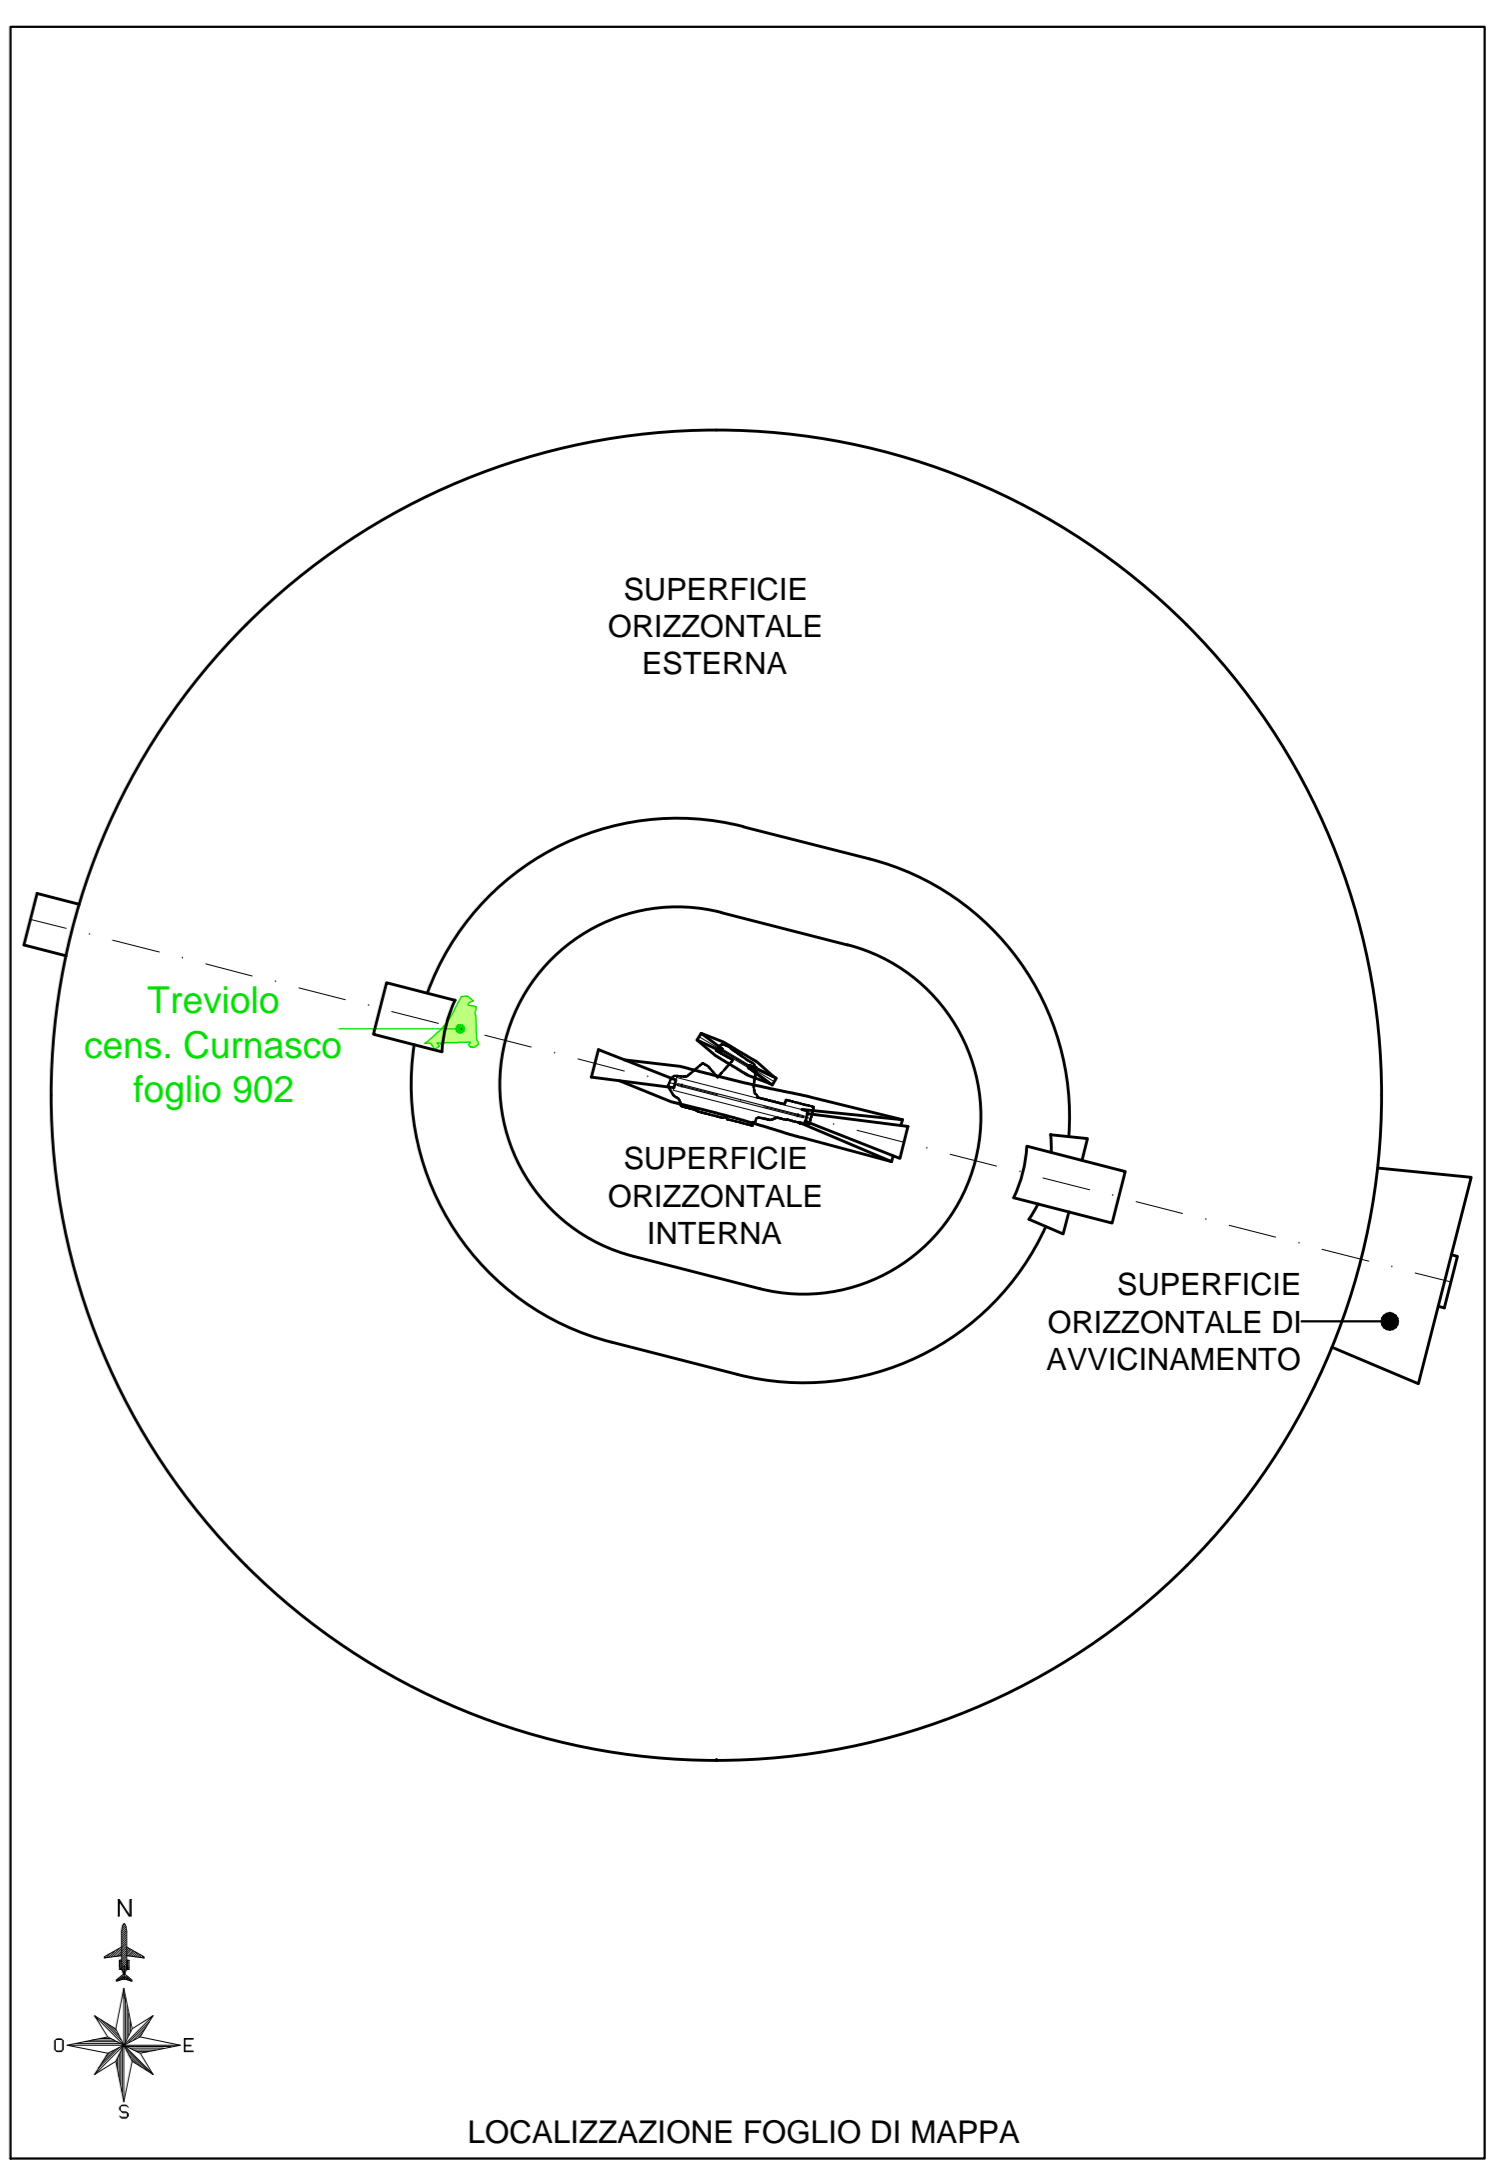 SUPERFICIE
ORIZZONTALE
ESTERNA
Treviolo
cens. Curnasco
foglio 902
SUPERFICIE
ORIZZONTALE
INTERNA
SUPERFICIE
ORIZZONTALE DI
AVVICINAMENTO
N
O
E
S
LOCALIZZAZIONE FOGLIO DI MAPPA